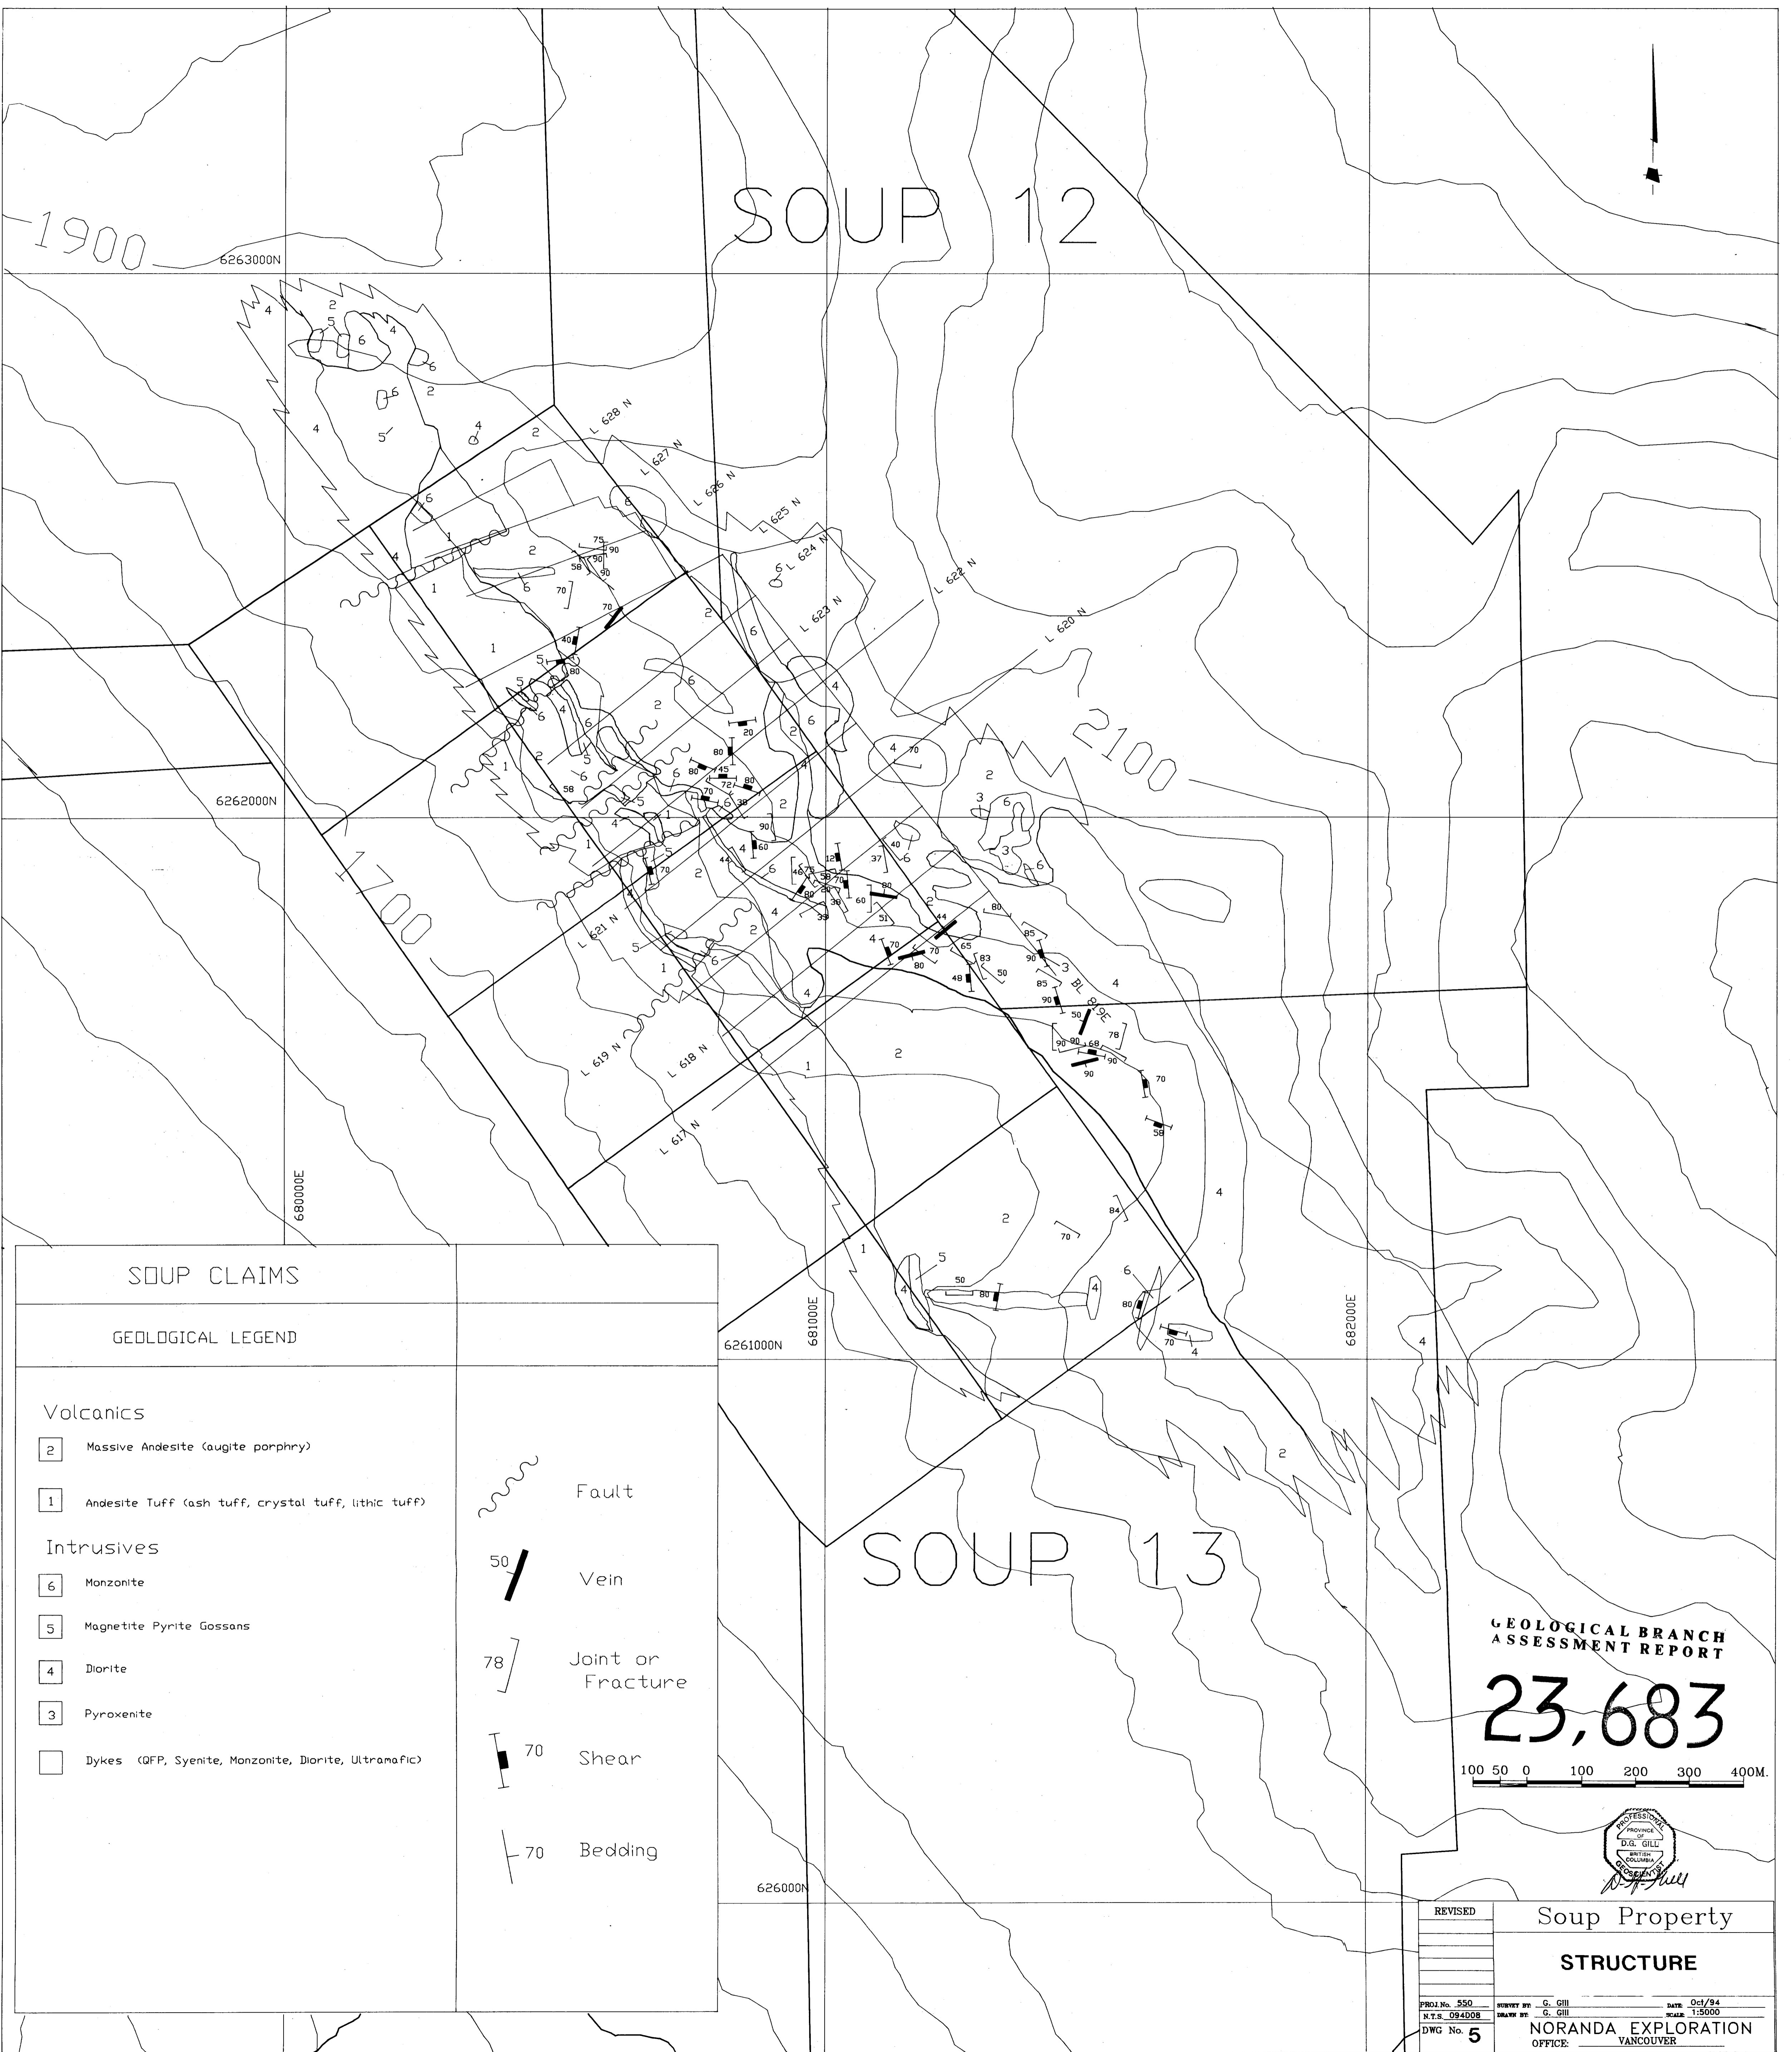 SOUP 12
1900
6263000N
L 628 N
L 627 N
L 626 N
L 625 N
L 624 N
L 623 N
L 622 N
L 620 N
2100
6262000N
1700
L 621 N
L 619 N
L 618 N
L 617 N
BL 819E
680000E
681000E
682000E
6261000N
SOUP 13
626000N
SOUP CLAIMS
GEOLOGICAL LEGEND
Volcanics
2 Massive Andesite (augite porphry)
1 Andesite Tuff (ash tuff, crystal tuff, lithic tuff)
Intrusives
6 Monzonite
5 Magnetite Pyrite Gossans
4 Diorite
3 Pyroxenite
Dykes (QFP, Syenite, Monzonite, Diorite, Ultramafic)
Fault
50 Vein
78 Joint or
Fracture
70 Shear
70 Bedding
GEOLOGICAL BRANCH
ASSESSMENT REPORT
23,683
100 50 0 100 200 300 400M.
PROFESSIONAL
PROVINCE
OF
D.G. GILL
BRITISH
COLUMBIA
GEOSCIENTIST
REVISED
Soup Property
STRUCTURE
PROJ. No. 550
SURVEY BY: G. Gill
DATE: Oct/94
N.T.S. 094D08
DRAWN BY: G. Gill
SCALE: 1:5000
DWG No. 5
NORANDA EXPLORATION
OFFICE: VANCOUVER